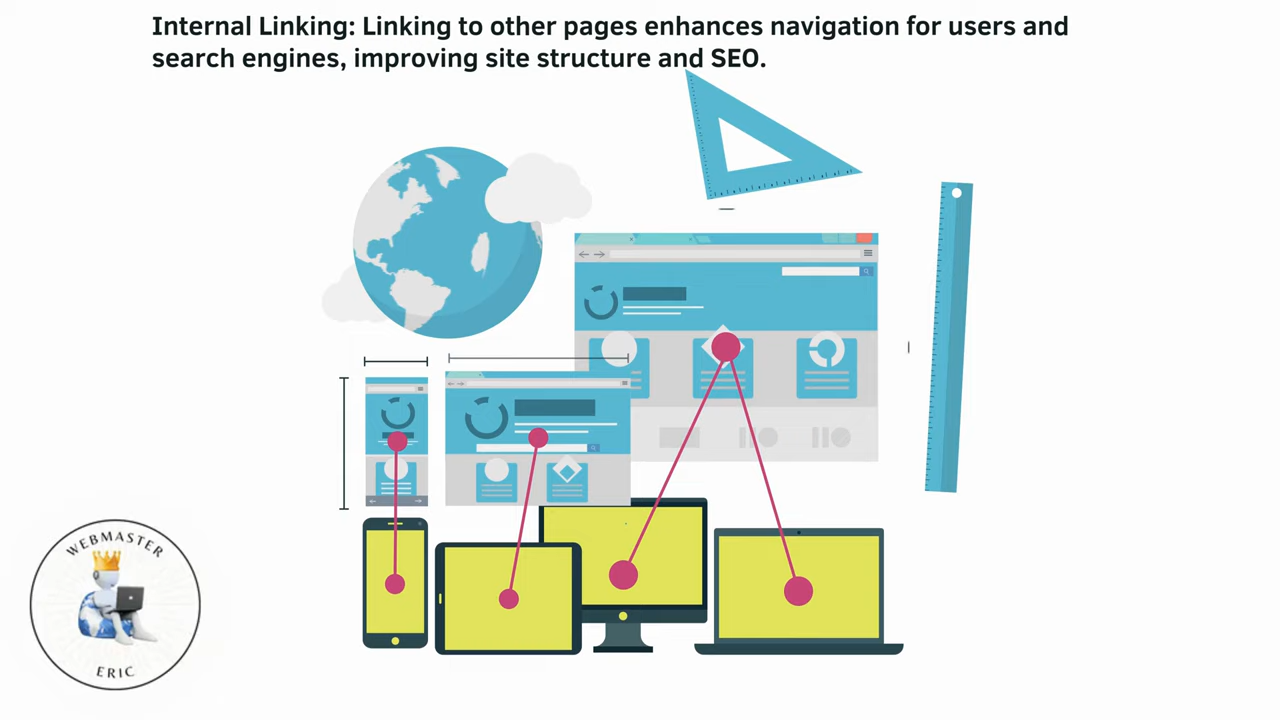 Internal Linking: Linking to other pages enhances navigation for users and
search engines, improving site structure and SEO.
WEBMASTER
ERIC